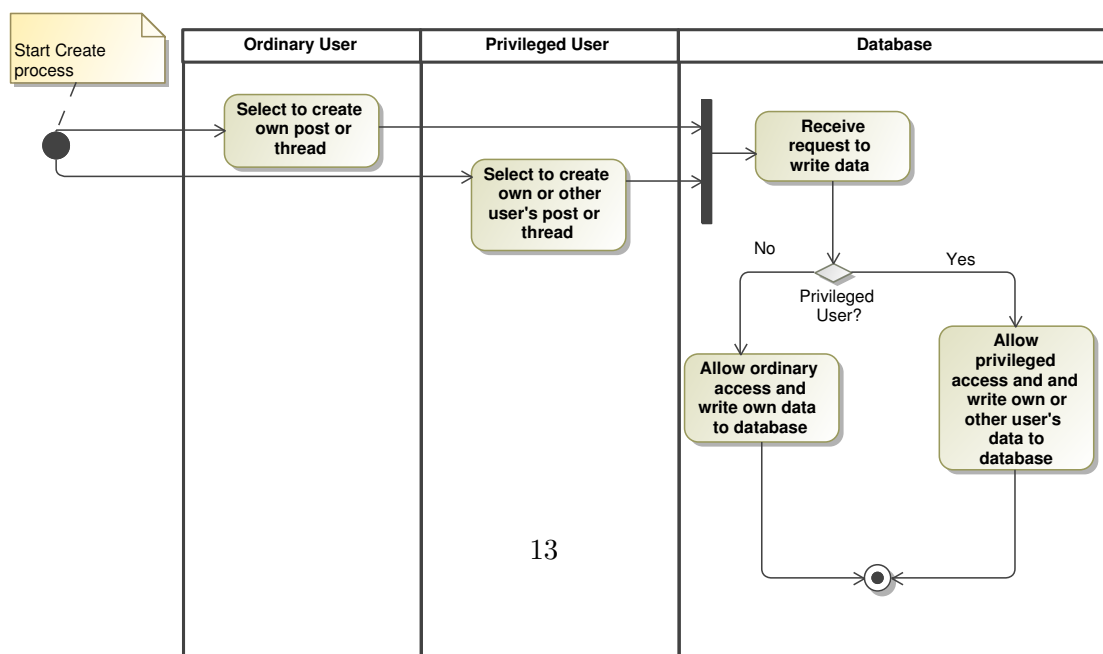 Start Create
process
Ordinary User
Privileged User
Database
Select to create
own post or
thread
Select to create
own or other
user's post or
thread
Receive
request to
write data
No
Yes
Privileged
User?
Allow ordinary
access and
write own data
to database
Allow
privileged
access and and
write own or
other user's
data to
database
13